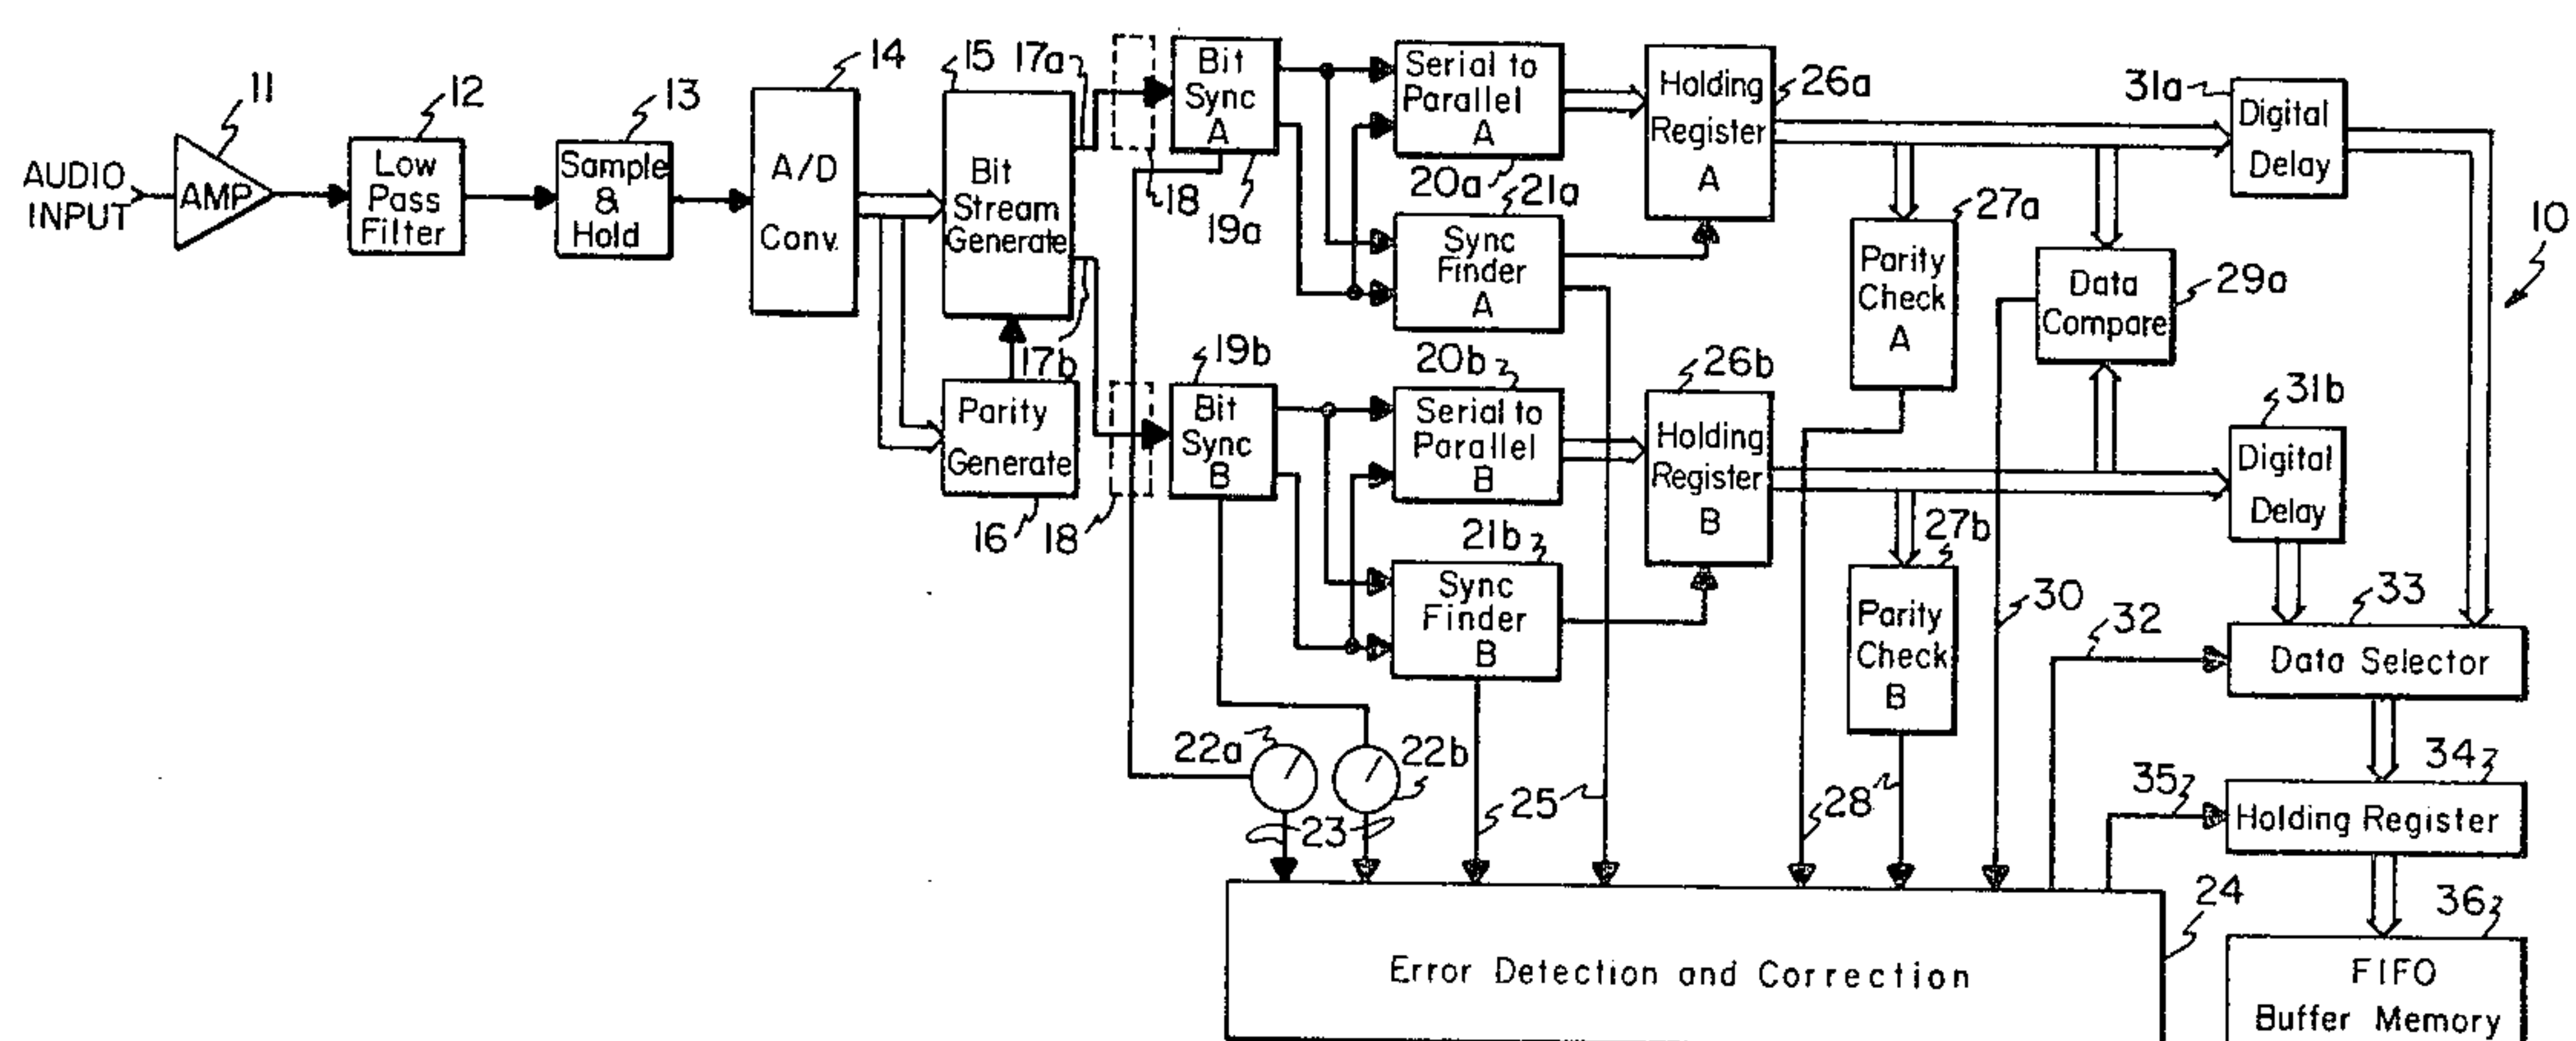 AUDIO
INPUT
AMP
11
Low
Pass
Filter
12
Sample
&
Hold
13
A/D
Conv.
14
Bit
Stream
Generate
15
17a
17b
Parity
Generate
16
18
18
Bit
Sync
A
19a
Bit
Sync
B
19b
Serial to
Parallel
A
20a
Sync
Finder
A
21a
Serial to
Parallel
B
20b
Sync
Finder
B
21b
22a
22b
23
25
Holding
Register
A
26a
Holding
Register
B
26b
Parity
Check
A
27a
Parity
Check
B
27b
28
Data
Compare
29a
30
Digital
Delay
31a
Digital
Delay
31b
10
32
Data Selector
33
Holding Register
34
35
FIFO
Buffer Memory
36
Error Detection and Correction
24